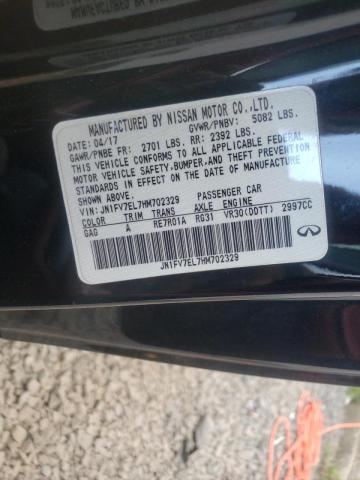 MANUFACTURED BY NISSAN MOTOR CO.,LTD.
DATE: 04/17 GVWR/PNBV: 5082 LBS.
GAWR/PNBE FR: 2701 LBS. RR: 2392 LBS.
THIS VEHICLE CONFORMS TO ALL APPLICABLE FEDERAL
MOTOR VEHICLE SAFETY,BUMPER,AND THEFT PREVENTION
STANDARDS IN EFFECT ON THE DATE OF MANUFACTURE
SHOWN ABOVE.
VIN:JN1FV7EL7HM702329 PASSENGER CAR
COLOR TRIM TRANS AXLE ENGINE
GAG A RE7R01A RG31 VR30(DDTT) 2997CC
JN1FV7EL7HM702329